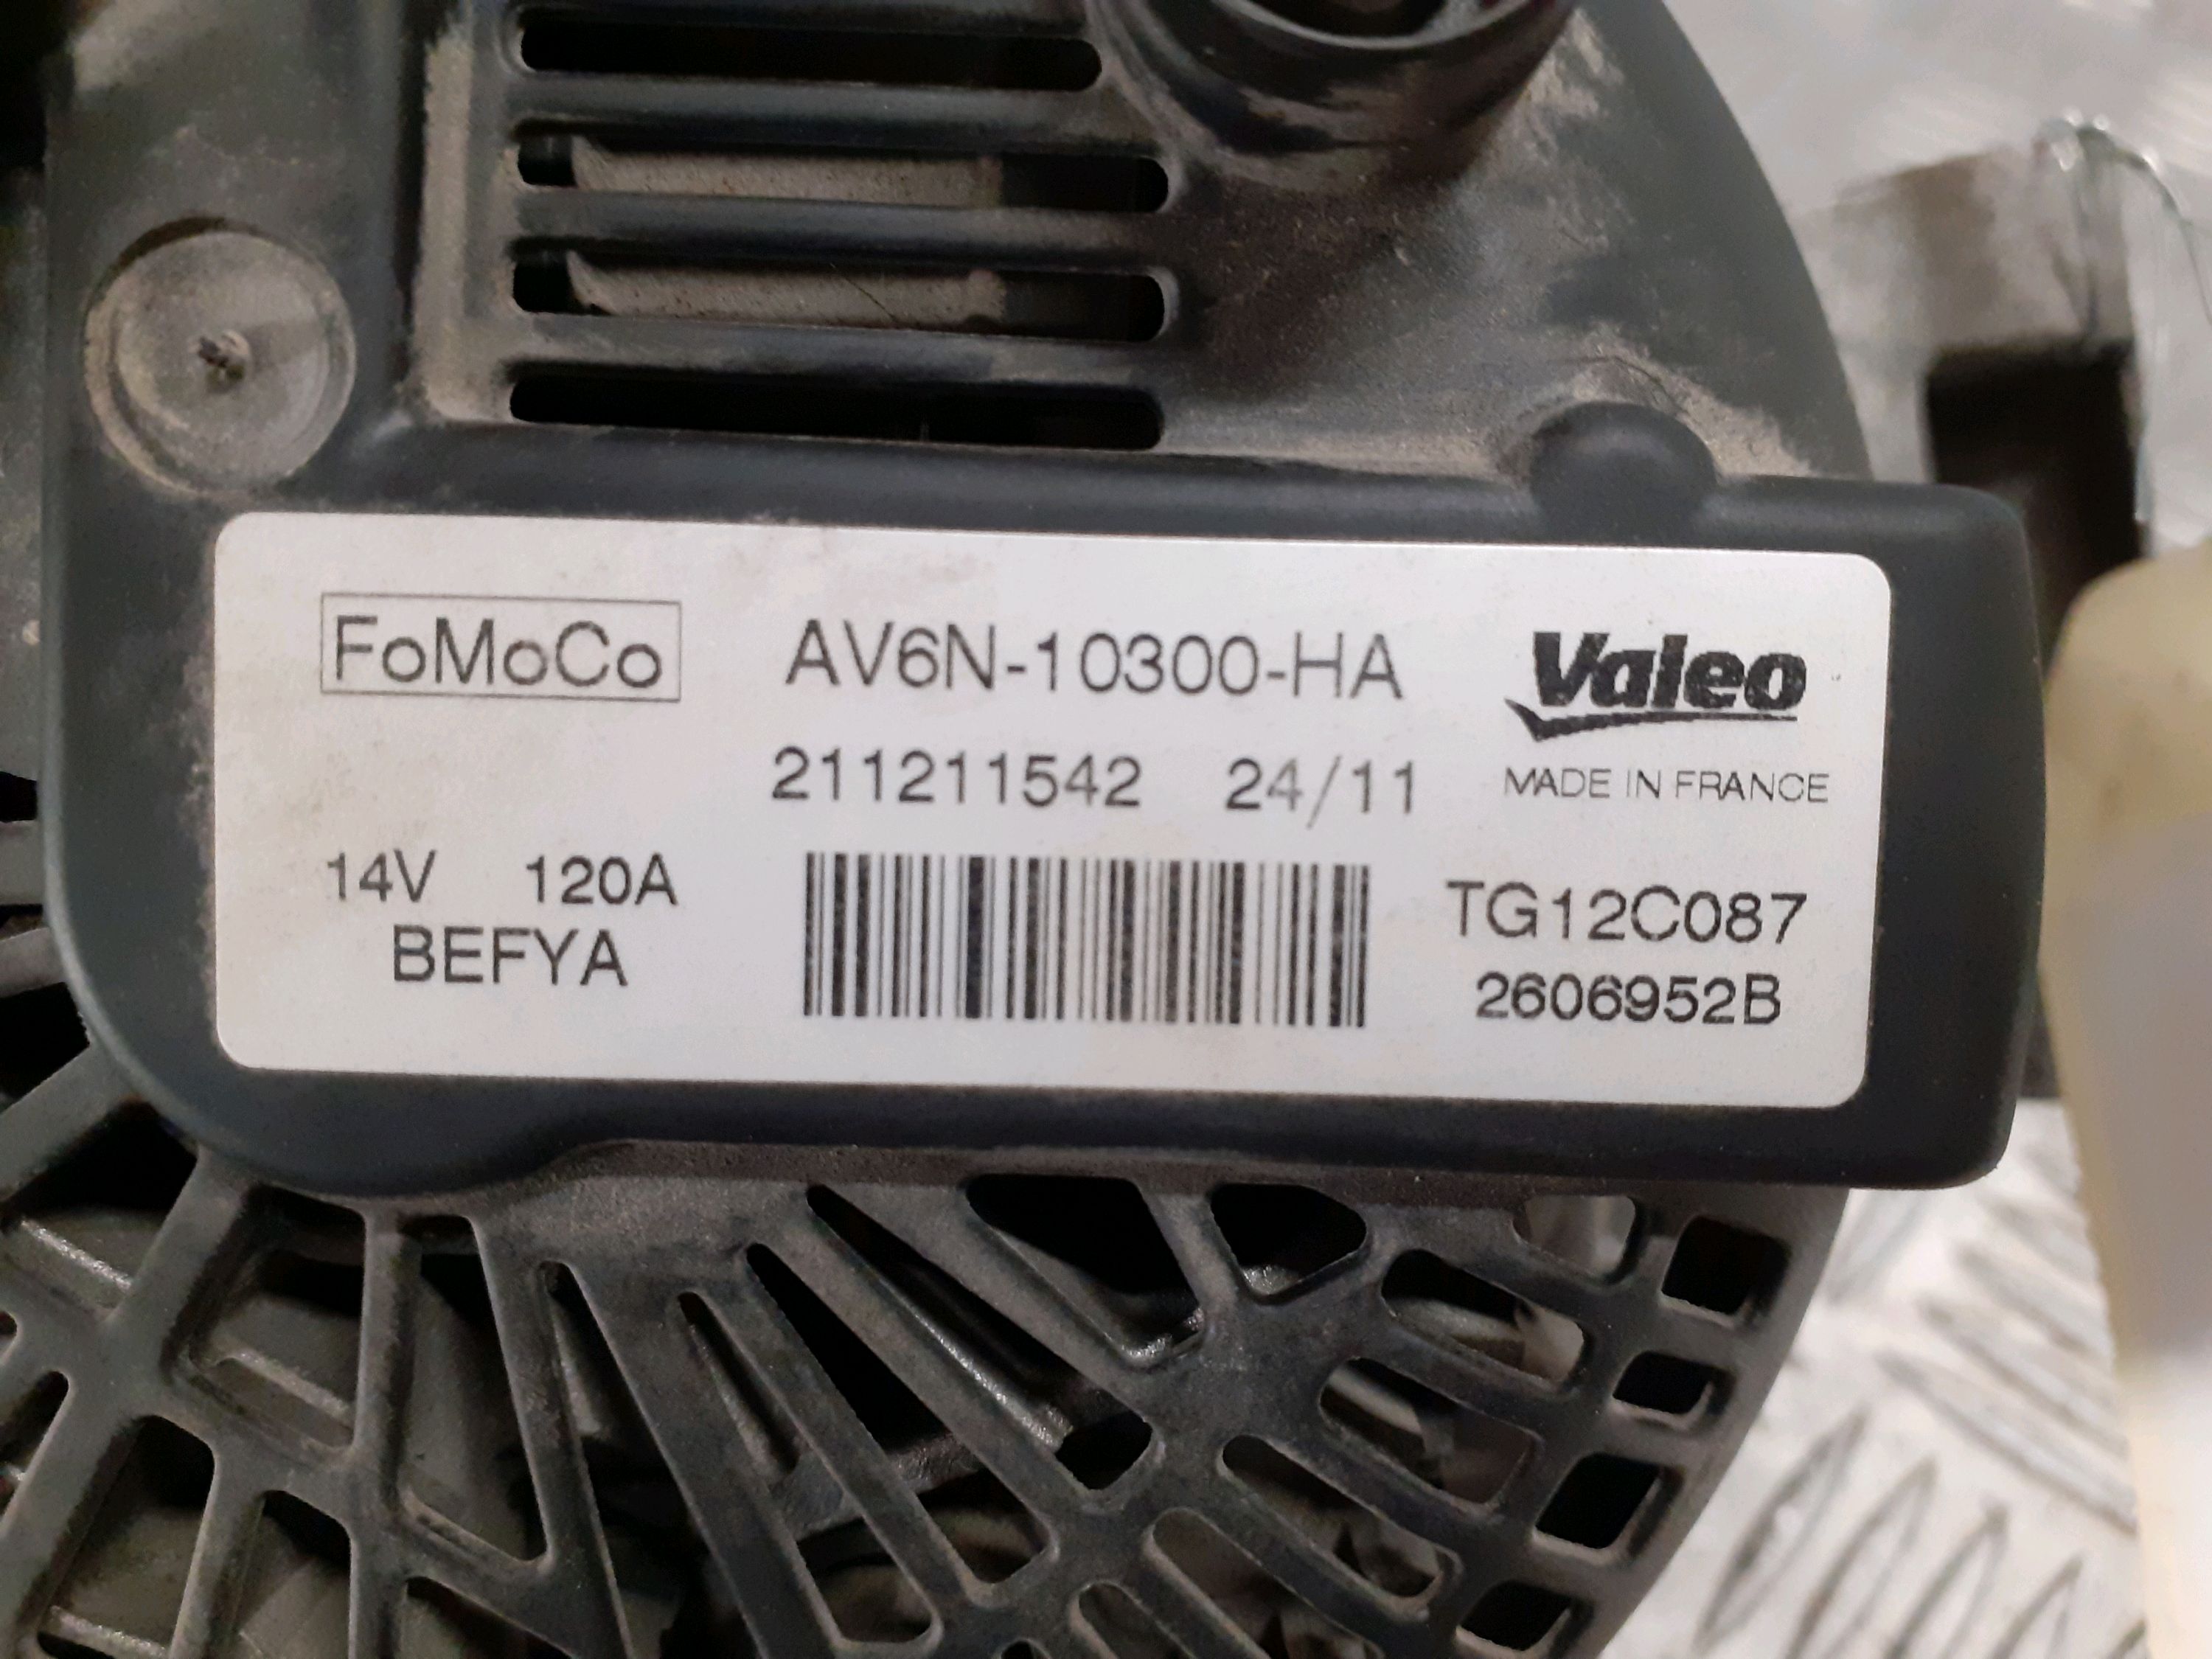 FoMoCo AV6N-10300-HA Valeo
211211542 24/11 MADE IN FRANCE
14V 120A TG12C087
BEFYA 2606952B